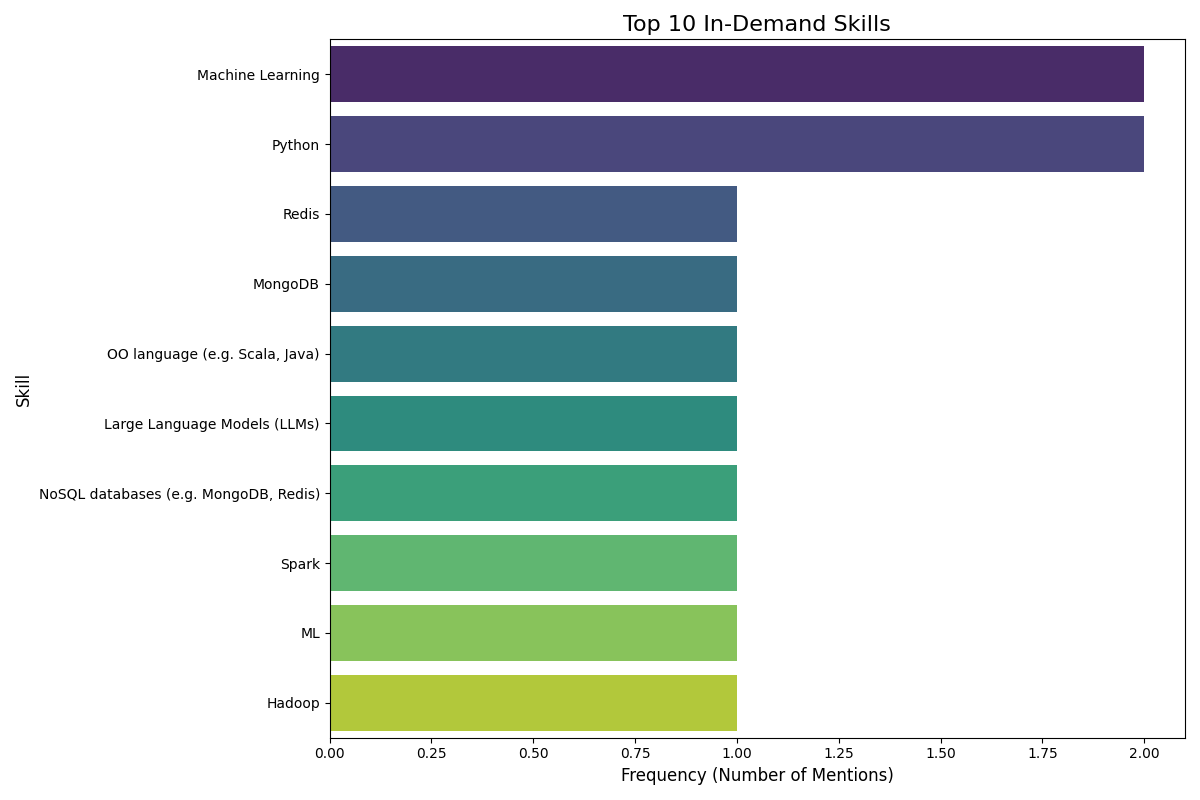 Top 10 In-Demand Skills
Skill
Machine Learning
Python
Redis
MongoDB
OO language (e.g. Scala, Java)
Large Language Models (LLMs)
NoSQL databases (e.g. MongoDB, Redis)
Spark
ML
Hadoop
0.00 0.25 0.50 0.75 1.00 1.25 1.50 1.75 2.00
Frequency (Number of Mentions)